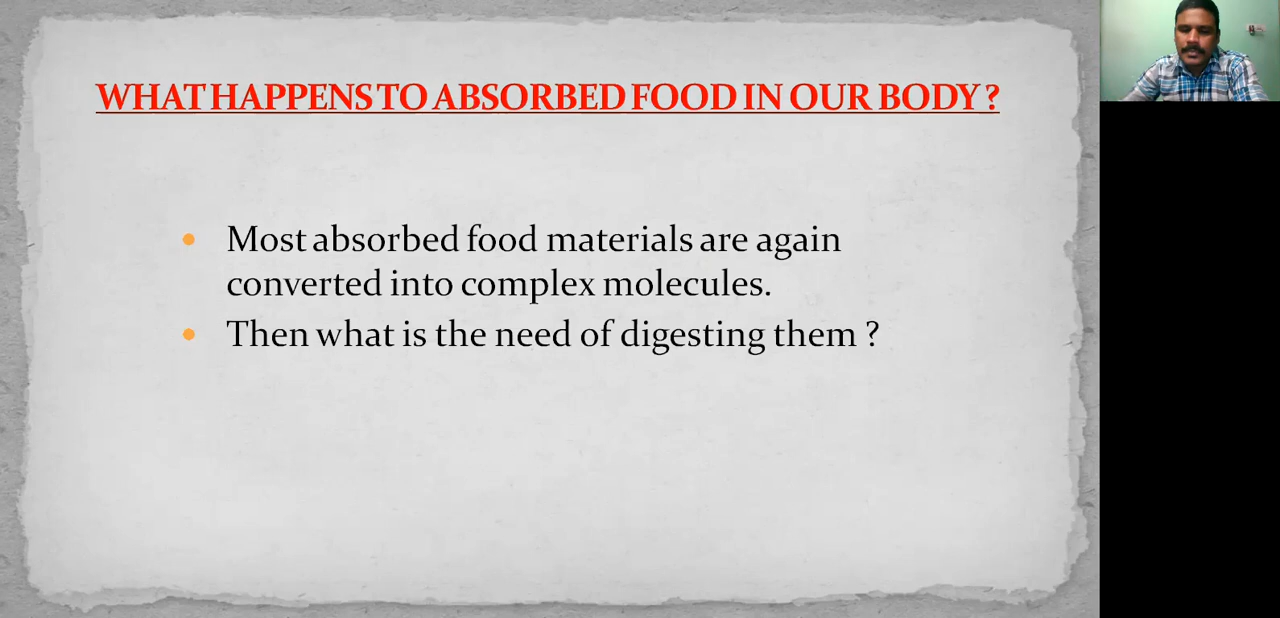 WHAT HAPPENS TO ABSORBED FOOD IN OUR BODY ?
Most absorbed food materials are again
converted into complex molecules.
Then what is the need of digesting them ?